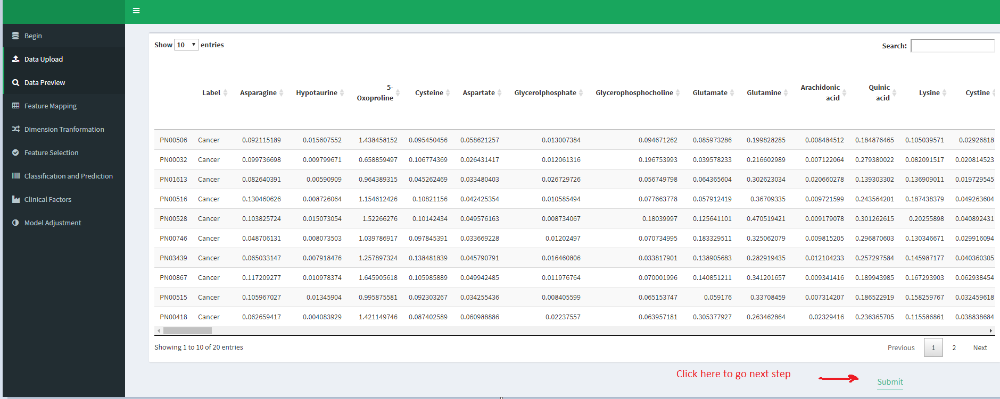 Begin
Data Upload
Data Preview
Feature Mapping
Dimension Tranformation
Feature Selection
Classification and Prediction
Clinical Factors
Model Adjustment
Show 10 entries
Search:
Label Asparagine Hypotaurine 5-Oxoproline Cysteine Aspartate Glycerolphosphate Glycerophosphocholine Glutamate Glutamine Arachidonic acid Quinic acid Lysine Cystine
PN00506 Cancer 0.092115189 0.015607552 1.438458152 0.095450456 0.058621257 0.013007384 0.094671262 0.085973286 0.199828285 0.008484512 0.184876465 0.105039571 0.02926818
PN00032 Cancer 0.099736698 0.009799671 0.658859497 0.106774369 0.026431417 0.012061316 0.196753993 0.039578233 0.216602989 0.007122064 0.279380022 0.082091517 0.020814523
PN01613 Cancer 0.082640391 0.00590909 0.964389315 0.045262469 0.033480403 0.026729726 0.056749798 0.064365604 0.302623034 0.020660278 0.139303302 0.136909011 0.019729545
PN00516 Cancer 0.130460626 0.008726064 1.154612426 0.10821156 0.042425354 0.010585494 0.077663778 0.057912419 0.36709335 0.009721599 0.243564201 0.187438379 0.049263604
PN00528 Cancer 0.103825724 0.015073054 1.52266276 0.10142434 0.049576163 0.008734067 0.18039997 0.125641101 0.470519421 0.009179078 0.301262615 0.20255898 0.040892431
PN00746 Cancer 0.048706131 0.008073503 1.039786917 0.097845391 0.033669228 0.01202497 0.070734995 0.183329511 0.325062079 0.009815205 0.296870603 0.130346671 0.029916094
PN03439 Cancer 0.065033147 0.007918476 1.257897324 0.138481839 0.045790791 0.016460806 0.033817901 0.138905683 0.282919435 0.012104233 0.257297584 0.145987177 0.040360305
PN00867 Cancer 0.117209277 0.010978374 1.645905618 0.105985889 0.049942485 0.011976764 0.070001996 0.140851211 0.341201657 0.009341416 0.189943985 0.167293903 0.062938454
PN00515 Cancer 0.105967027 0.01345904 0.995875581 0.092303267 0.034255436 0.008405599 0.065153747 0.059176 0.33708459 0.007314207 0.186522919 0.158259767 0.032459618
PN00418 Cancer 0.062659417 0.004083929 1.421149746 0.087402589 0.060988886 0.02237557 0.063957181 0.305377927 0.263462864 0.02329416 0.236365705 0.115586861 0.038838684
Showing 1 to 10 of 20 entries
Previous 1 2 Next
Click here to go next step
Submit